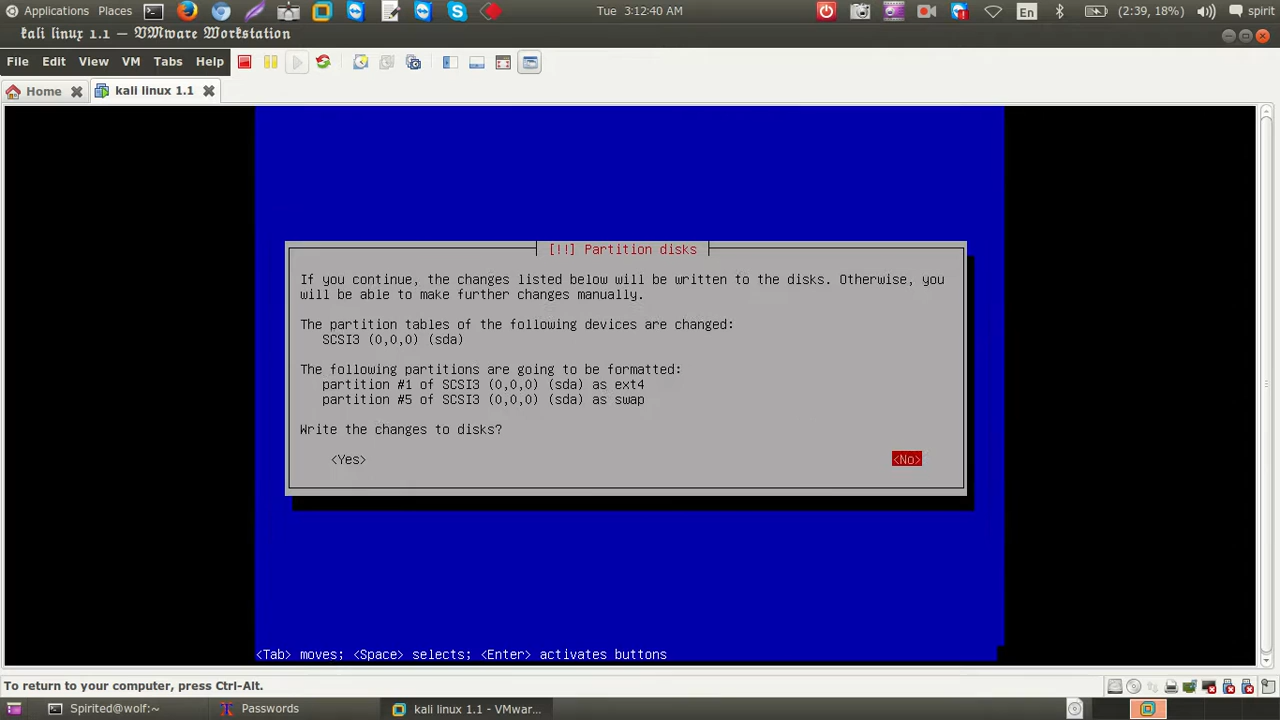 Applications Places Tue 3:12:40 AM En (2:39, 18%) spirit
kali linux 1.1 — VMware Workstation
File Edit View VM Tabs Help
Home kali linux 1.1
[!!] Partition disks
If you continue, the changes listed below will be written to the disks. Otherwise, you
will be able to make further changes manually.
The partition tables of the following devices are changed:
SCSI3 (0,0,0) (sda)
The following partitions are going to be formatted:
partition #1 of SCSI3 (0,0,0) (sda) as ext4
partition #5 of SCSI3 (0,0,0) (sda) as swap
Write the changes to disks?
<Yes> <No>
<Tab> moves; <Space> selects; <Enter> activates buttons
To return to your computer, press Ctrl-Alt.
Spirited@wolf:~ Passwords kali linux 1.1 - VMwar...